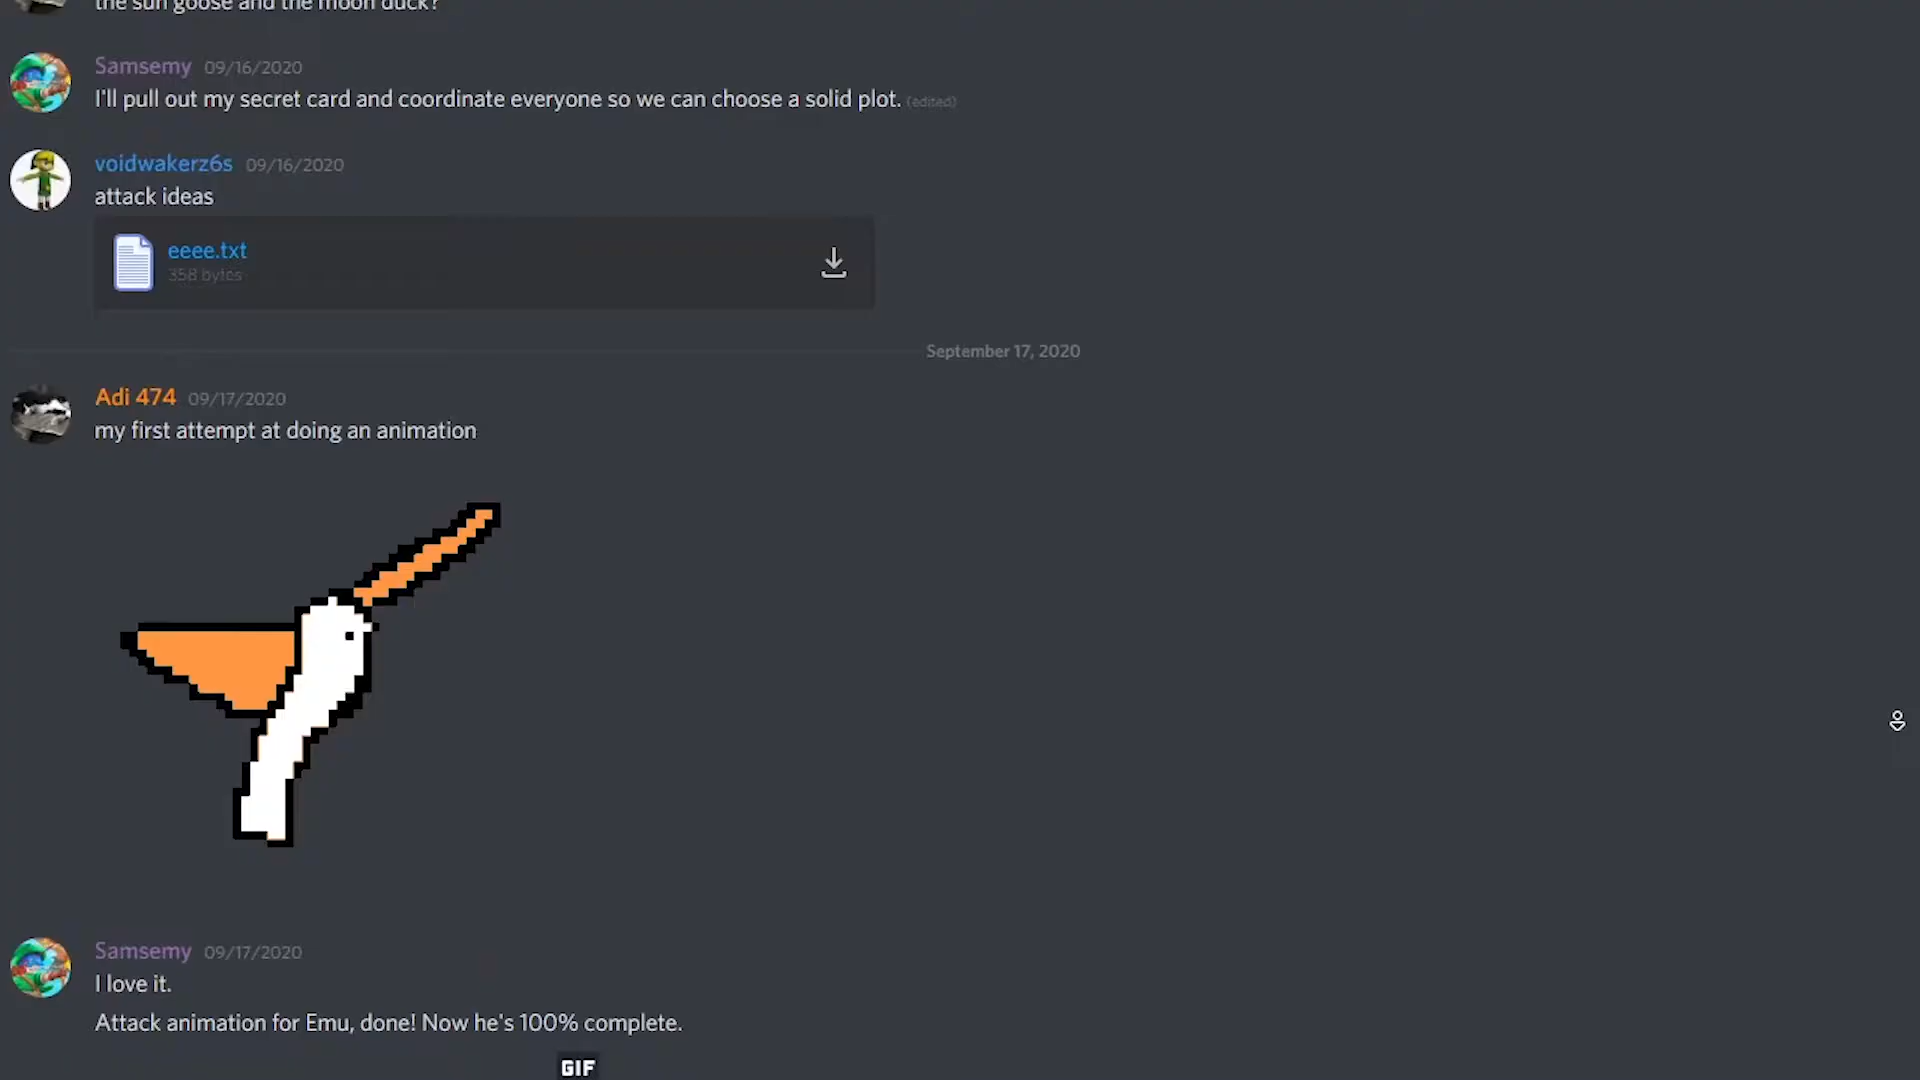 the sun goose and the moon duck?
Samsemy 09/16/2020
I'll pull out my secret card and coordinate everyone so we can choose a solid plot. (edited)
voidwakerz6s 09/16/2020
attack ideas
eeee.txt
358 bytes
September 17, 2020
Adi 474 09/17/2020
my first attempt at doing an animation
Samsemy 09/17/2020
I love it.
Attack animation for Emu, done! Now he's 100% complete.
GIF